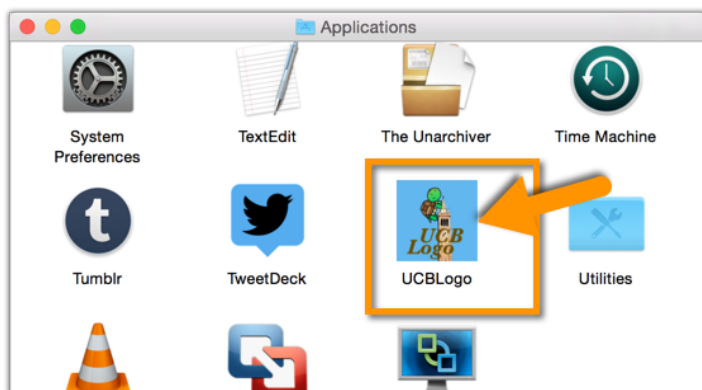 Applications
System
Preferences
TextEdit
The Unarchiver
Time Machine
t
UCB
Logo
Tumblr
TweetDeck
UCBLogo
Utilities